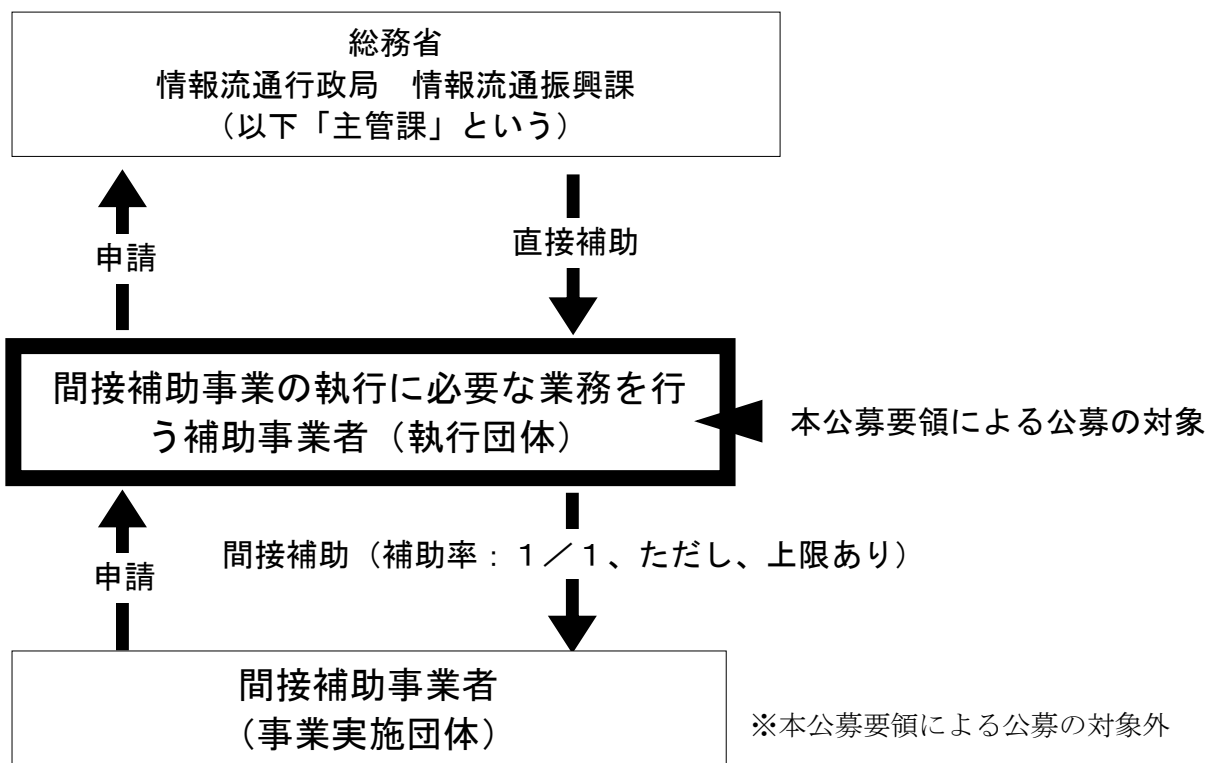 総務省
情報流通行政局　情報流通振興課
（以下「主管課」という）
申請
直接補助
間接補助事業の執行に必要な業務を行
う補助事業者（執行団体）
本公募要領による公募の対象
申請
間接補助（補助率：１／１、ただし、上限あり）
間接補助事業者
（事業実施団体）
※本公募要領による公募の対象外